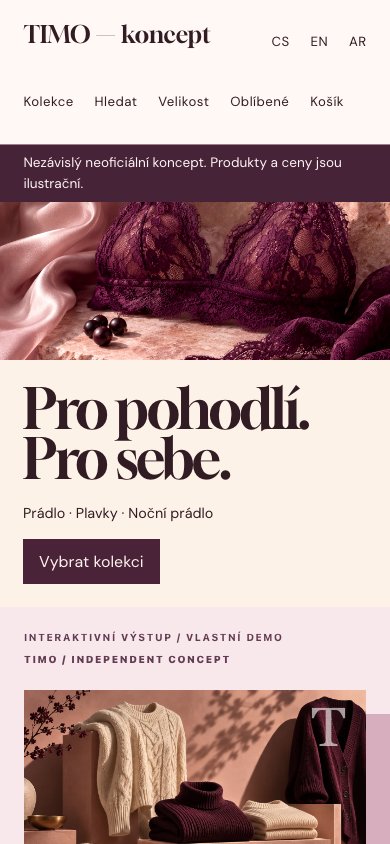 TIMO — koncept
CS EN AR
Kolekce Hledat Velikost Oblíbené Košík
Nezávislý neoficiální koncept. Produkty a ceny jsou
ilustrační.
Pro pohodlí.
Pro sebe.
Prádlo · Plavky · Noční prádlo
Vybrat kolekci
INTERAKTIVNÍ VÝSTUP / VLASTNÍ DEMO
TIMO / INDEPENDENT CONCEPT
T